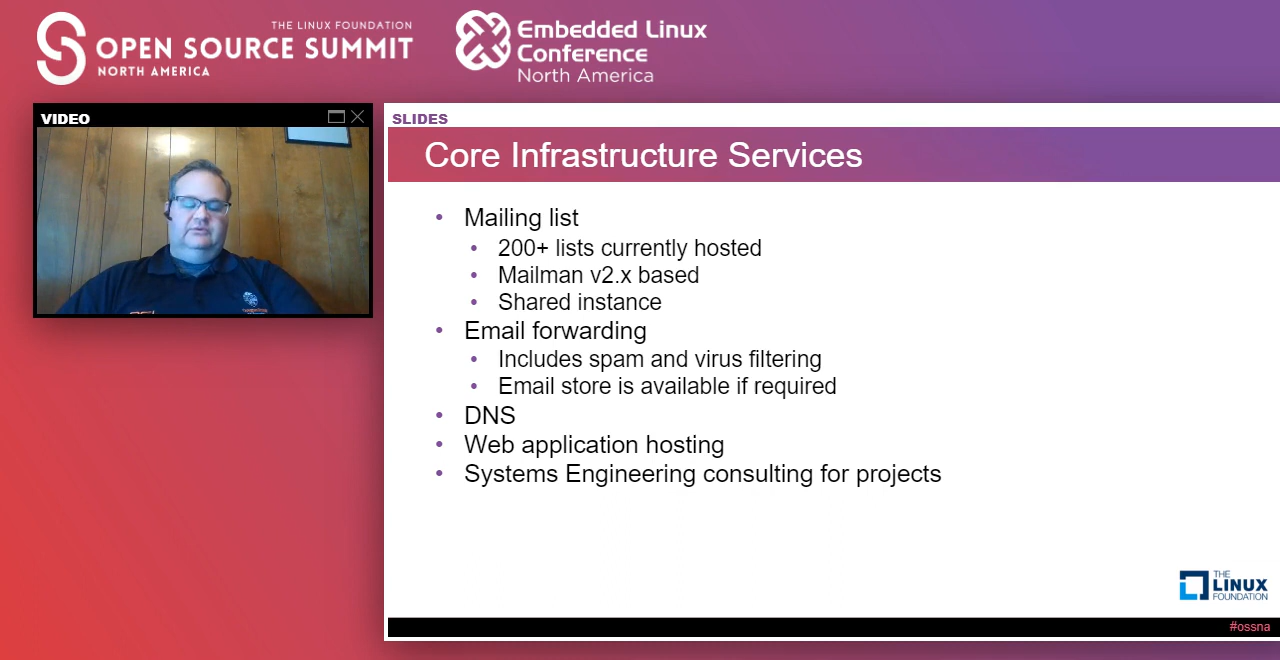 THE LINUX FOUNDATION
OPEN SOURCE SUMMIT
NORTH AMERICA
Embedded Linux
Conference
North America
VIDEO
SLIDES
Core Infrastructure Services
• Mailing list
• 200+ lists currently hosted
• Mailman v2.x based
• Shared instance
• Email forwarding
• Includes spam and virus filtering
• Email store is available if required
• DNS
• Web application hosting
• Systems Engineering consulting for projects
THE
LINUX
FOUNDATION
#ossna